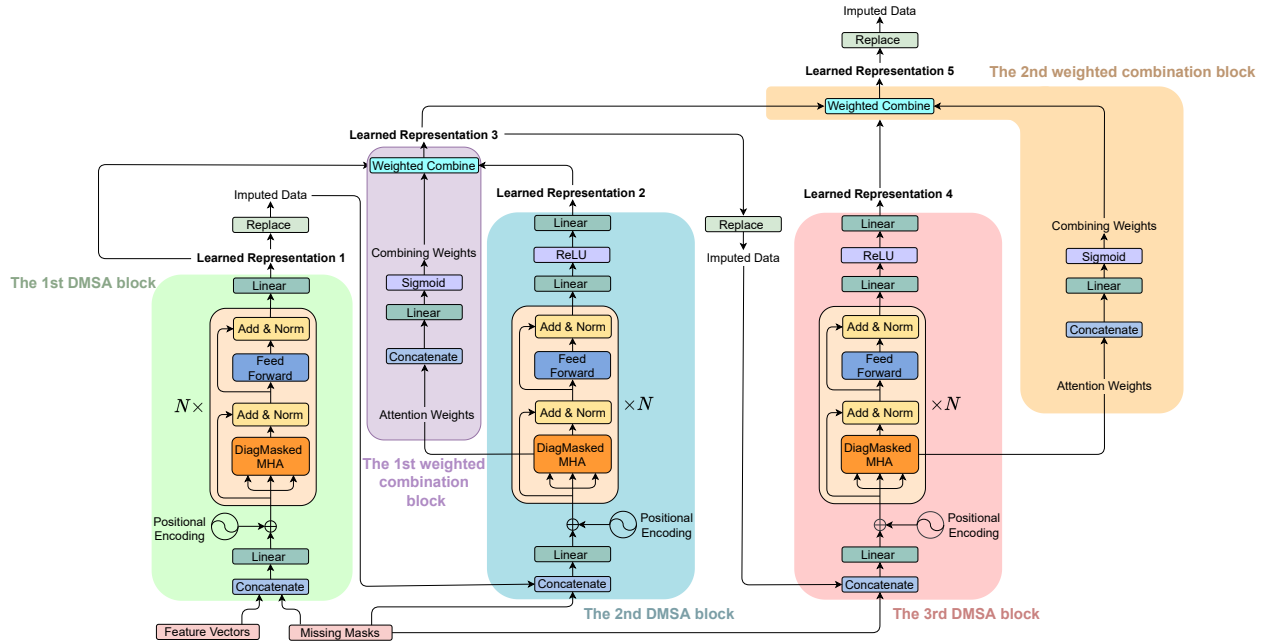 Imputed Data
Replace
Learned Representation 5
The 2nd weighted combination block
Weighted Combine
Learned Representation 3
Weighted Combine
Imputed Data
Replace
Learned Representation 1
The 1st DMSA block
Linear
Add & Norm
Feed
Forward
N×
Add & Norm
DiagMasked
MHA
Positional
Encoding
Linear
Concatenate
Feature Vectors
Missing Masks
Combining Weights
Sigmoid
Linear
Concatenate
Attention Weights
The 1st weighted
combination
block
Learned Representation 2
Linear
ReLU
Linear
Add & Norm
Feed
Forward
×N
Add & Norm
DiagMasked
MHA
Positional
Encoding
Linear
Concatenate
The 2nd DMSA block
Replace
Imputed Data
Learned Representation 4
Linear
ReLU
Linear
Add & Norm
Feed
Forward
×N
Add & Norm
DiagMasked
MHA
Positional
Encoding
Linear
Concatenate
The 3rd DMSA block
Combining Weights
Sigmoid
Linear
Concatenate
Attention Weights